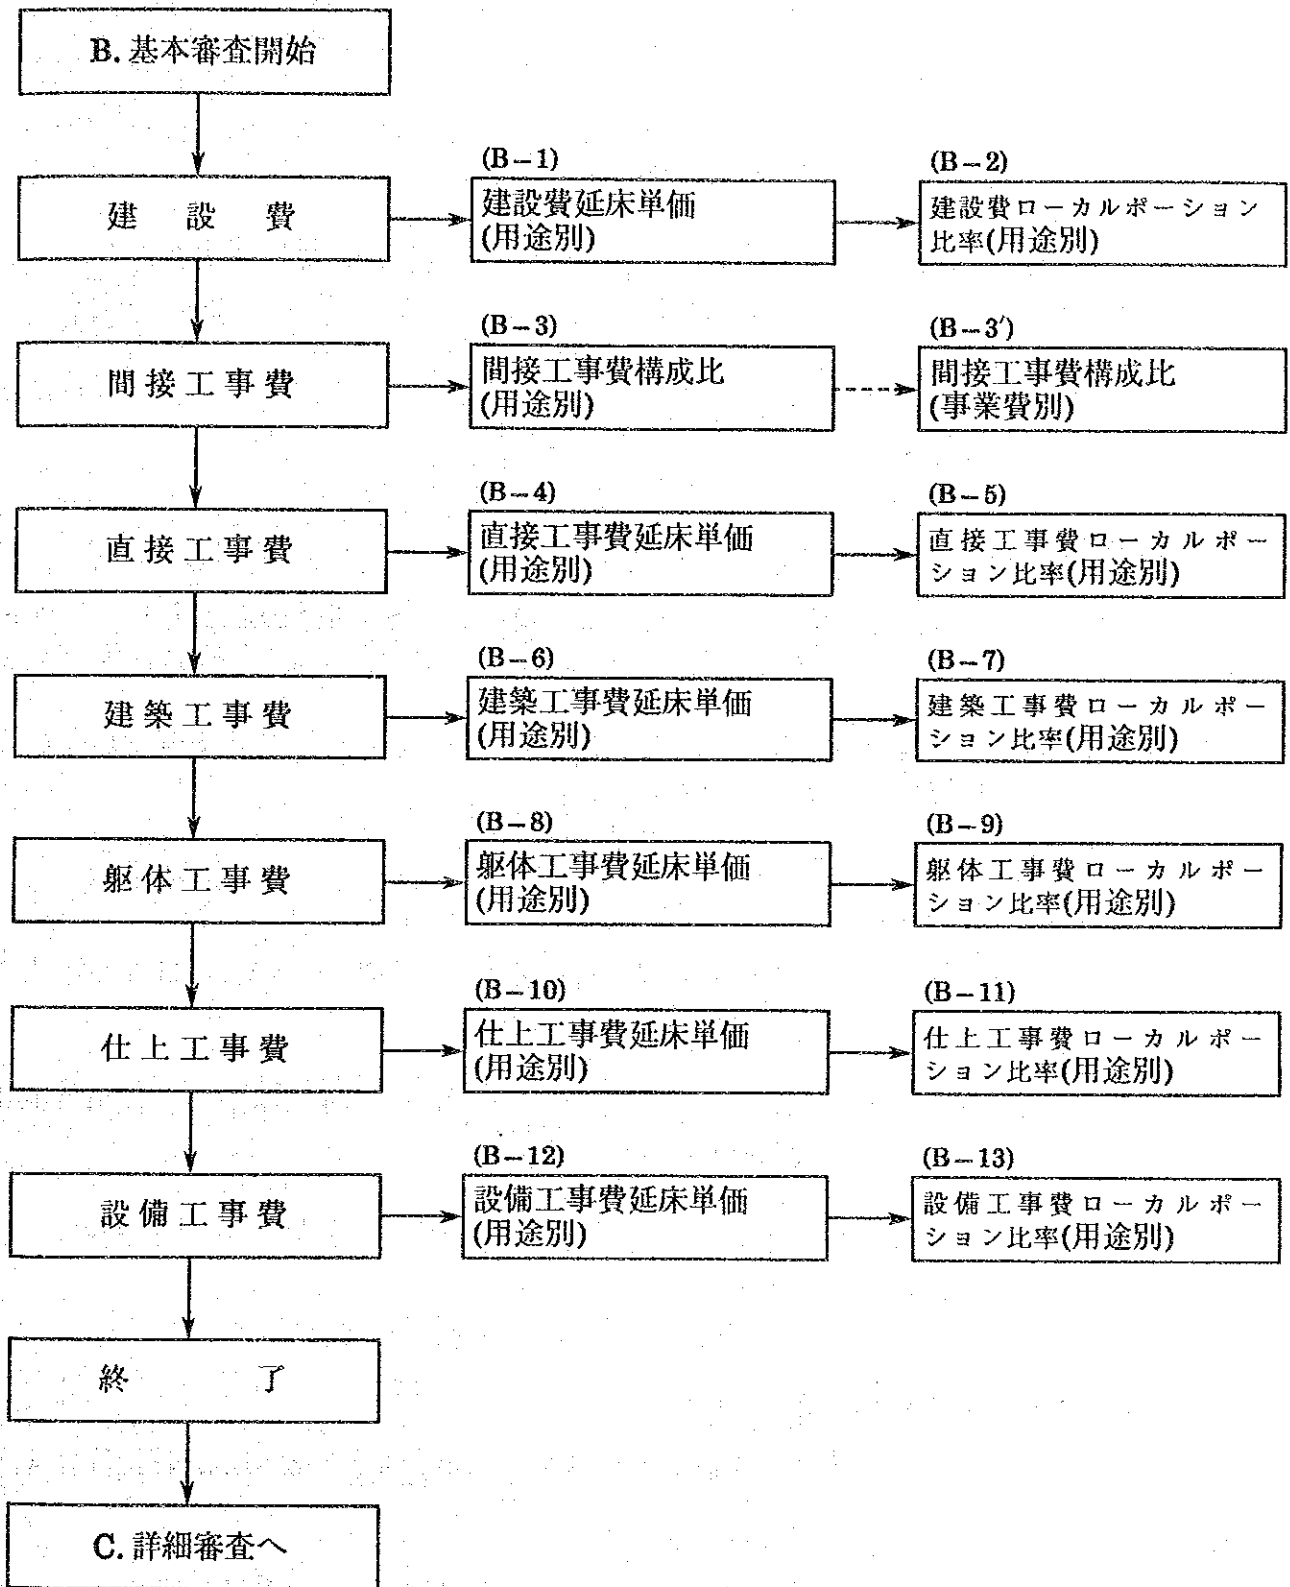 B. 基本審査開始
(B-1)
(B-2)
建設費
建設費延床単価
(用途別)
建設費ローカルポーション
比率(用途別)
(B-3)
(B-3′)
間接工事費
間接工事費構成比
(用途別)
間接工事費構成比
(事業費別)
(B-4)
(B-5)
直接工事費
直接工事費延床単価
(用途別)
直接工事費ローカルポー
ション比率(用途別)
(B-6)
(B-7)
建築工事費
建築工事費延床単価
(用途別)
建築工事費ローカルポー
ション比率(用途別)
(B-8)
(B-9)
躯体工事費
躯体工事費延床単価
(用途別)
躯体工事費ローカルポー
ション比率(用途別)
(B-10)
(B-11)
仕上工事費
仕上工事費延床単価
(用途別)
仕上工事費ローカルポー
ション比率(用途別)
(B-12)
(B-13)
設備工事費
設備工事費延床単価
(用途別)
設備工事費ローカルポー
ション比率(用途別)
終了
C. 詳細審査へ